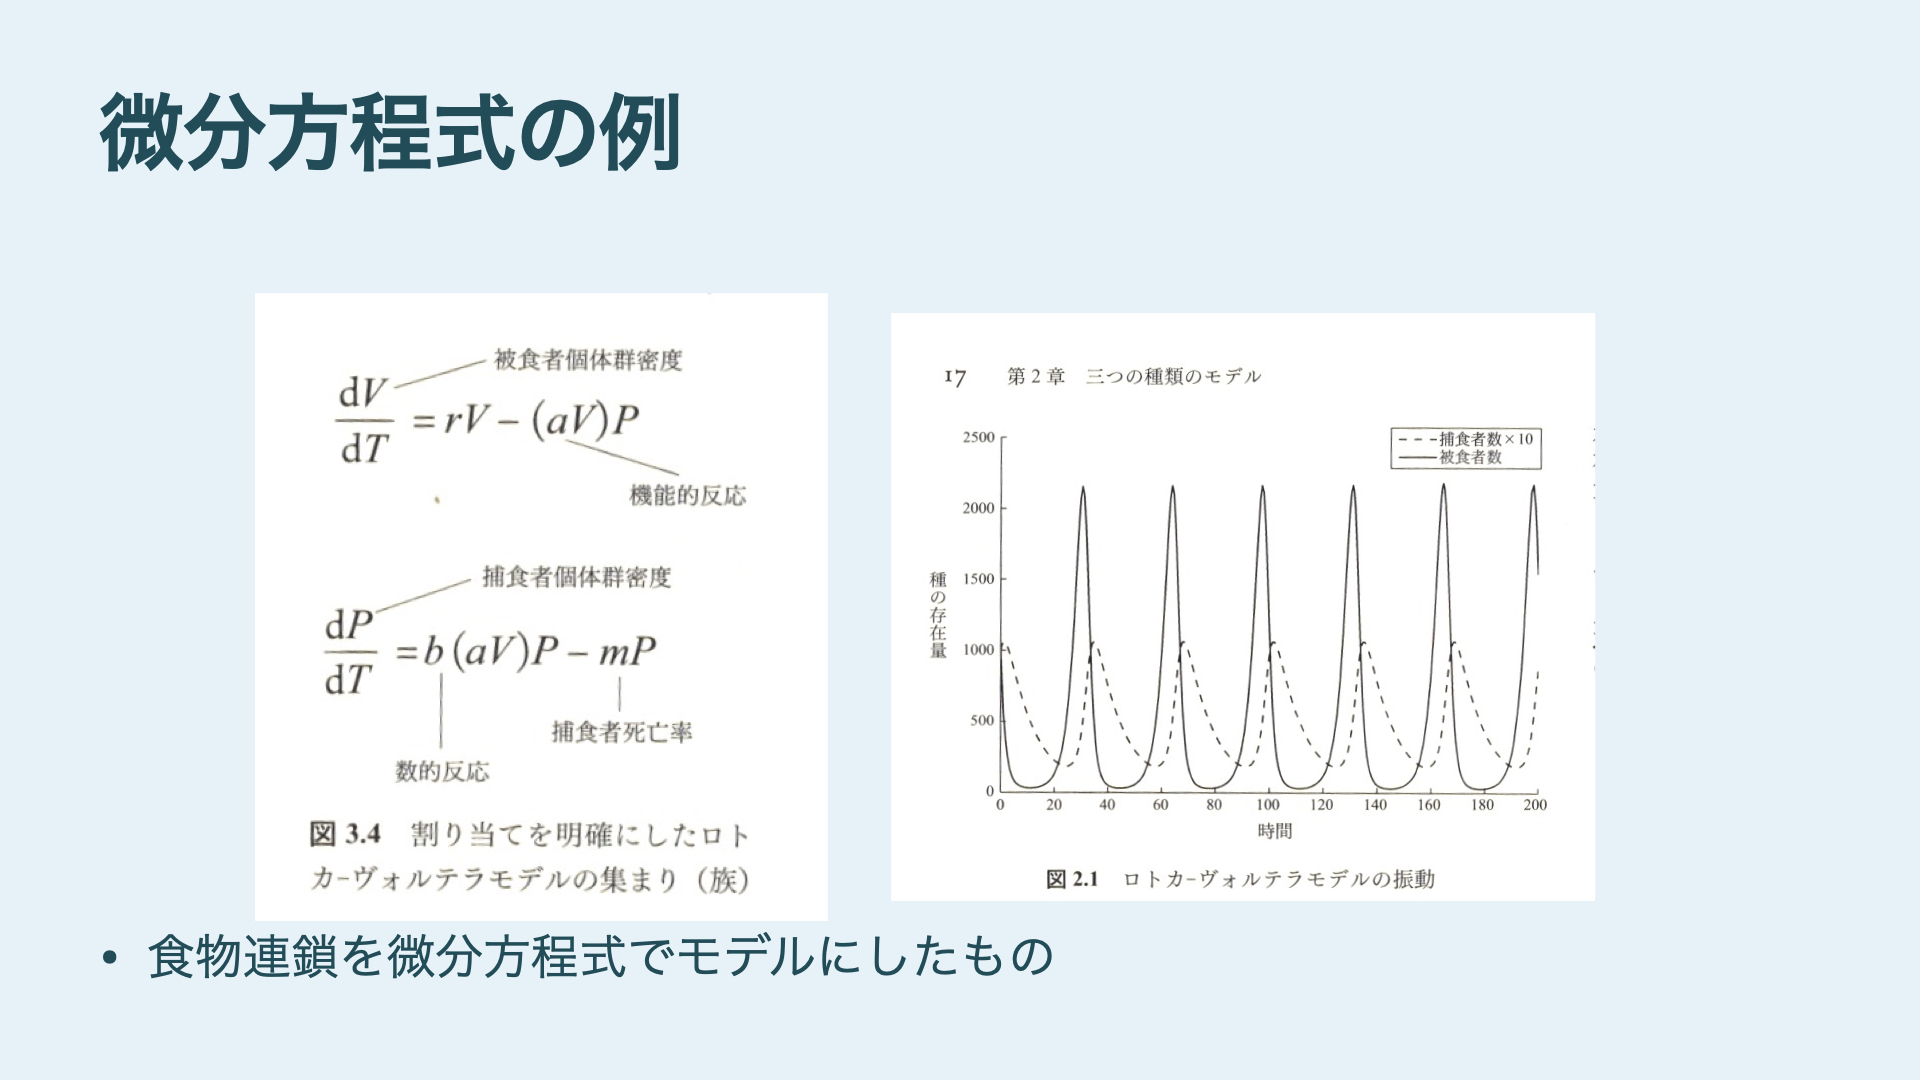 微分方程式の例
被食者個体群密度
dV/dT = rV − (aV)P
機能的反応
捕食者個体群密度
dP/dT = b(aV)P − mP
捕食者死亡率
数的反応
図 3.4 割り当てを明確にしたロト
カ−ヴォルテラモデルの集まり（族）
17 第 2 章 三つの種類のモデル
捕食者数×10
被食者数
2500
2000
1500
1000
500
0
種の存在量
0 20 40 60 80 100 120 140 160 180 200
時間
図 2.1 ロトカ−ヴォルテラモデルの振動
• 食物連鎖を微分方程式でモデルにしたもの